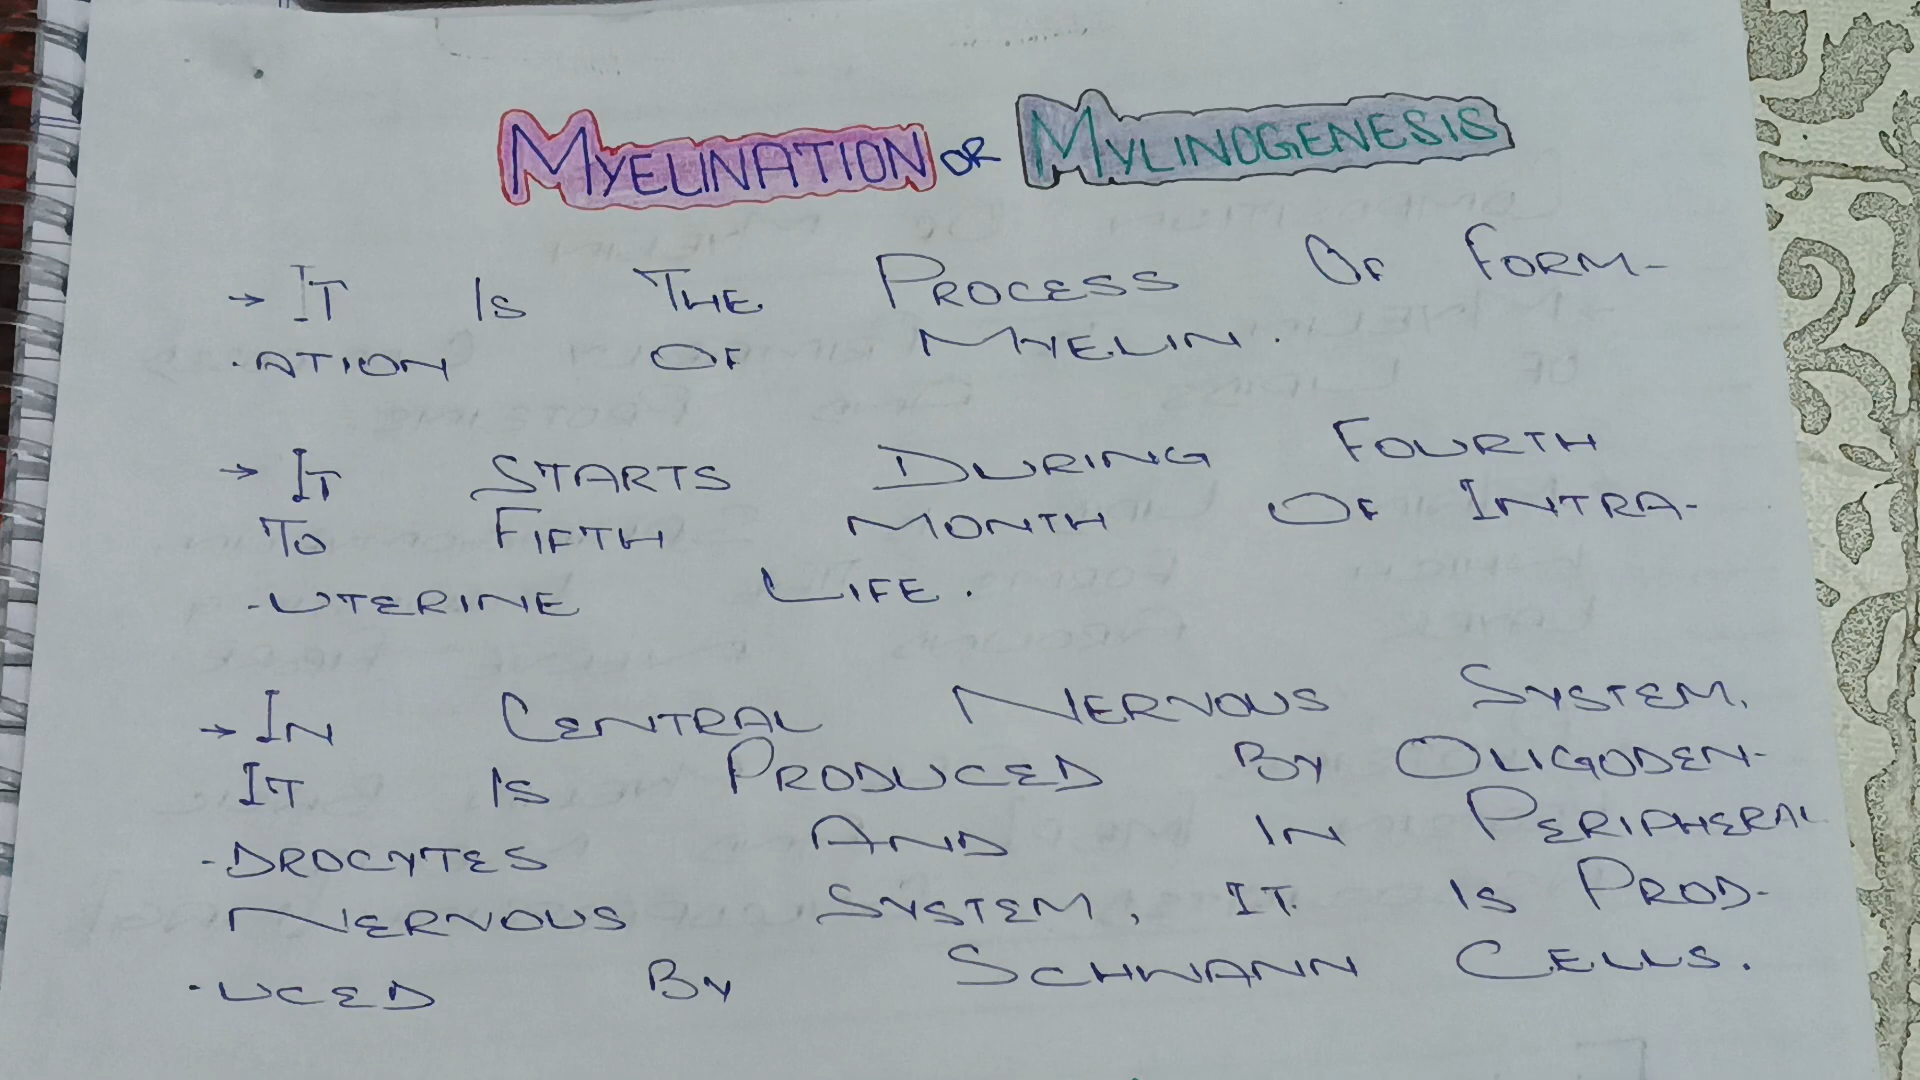 MYELINATION OR MYLINOGENESIS
→ IT IS THE PROCESS OF FORM-
-ATION OF MYELIN.
→ IT STARTS DURING FOURTH
TO FIFTH MONTH OF INTRA-
-UTERINE LIFE.
→ IN CENTRAL NERVOUS SYSTEM,
IT IS PRODUCED BY OLIGODEN-
-DROCYTES AND IN PERIPHERAL
NERVOUS SYSTEM, IT IS PROD-
-UCED BY SCHWANN CELLS.